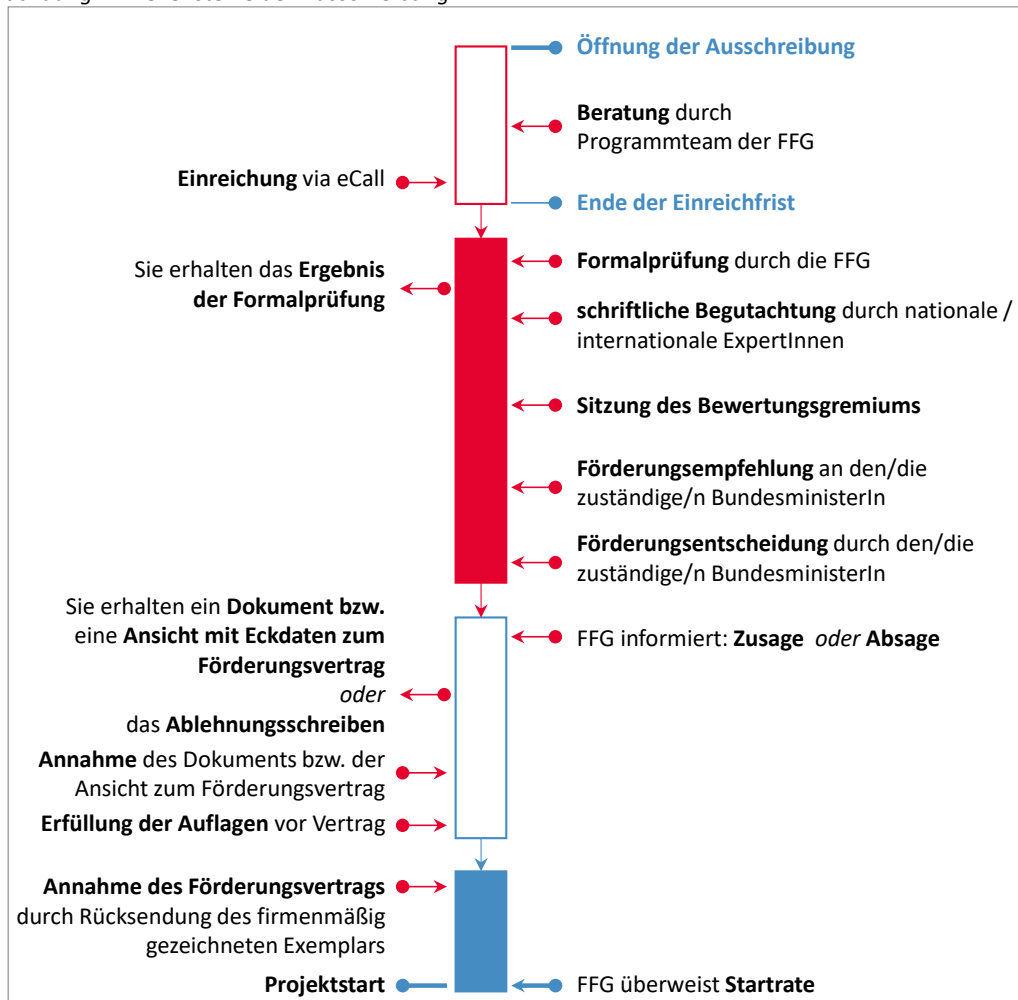 Öffnung der Ausschreibung
Beratung durch
Programmteam der FFG
Einreichung via eCall
Ende der Einreichfrist
Formalprüfung durch die FFG
Sie erhalten das Ergebnis
der Formalprüfung
schriftliche Begutachtung durch nationale /
internationale ExpertInnen
Sitzung des Bewertungsgremiums
Förderungsempfehlung an den/die
zuständige/n BundesministerIn
Förderungsentscheidung durch den/die
zuständige/n BundesministerIn
Sie erhalten ein Dokument bzw.
eine Ansicht mit Eckdaten zum
Förderungsvertrag
oder
das Ablehnungsschreiben
FFG informiert: Zusage oder Absage
Annahme des Dokuments bzw. der
Ansicht zum Förderungsvertrag
Erfüllung der Auflagen vor Vertrag
Annahme des Förderungsvertrags
durch Rücksendung des firmenmäßig
gezeichneten Exemplars
Projektstart
FFG überweist Startrate